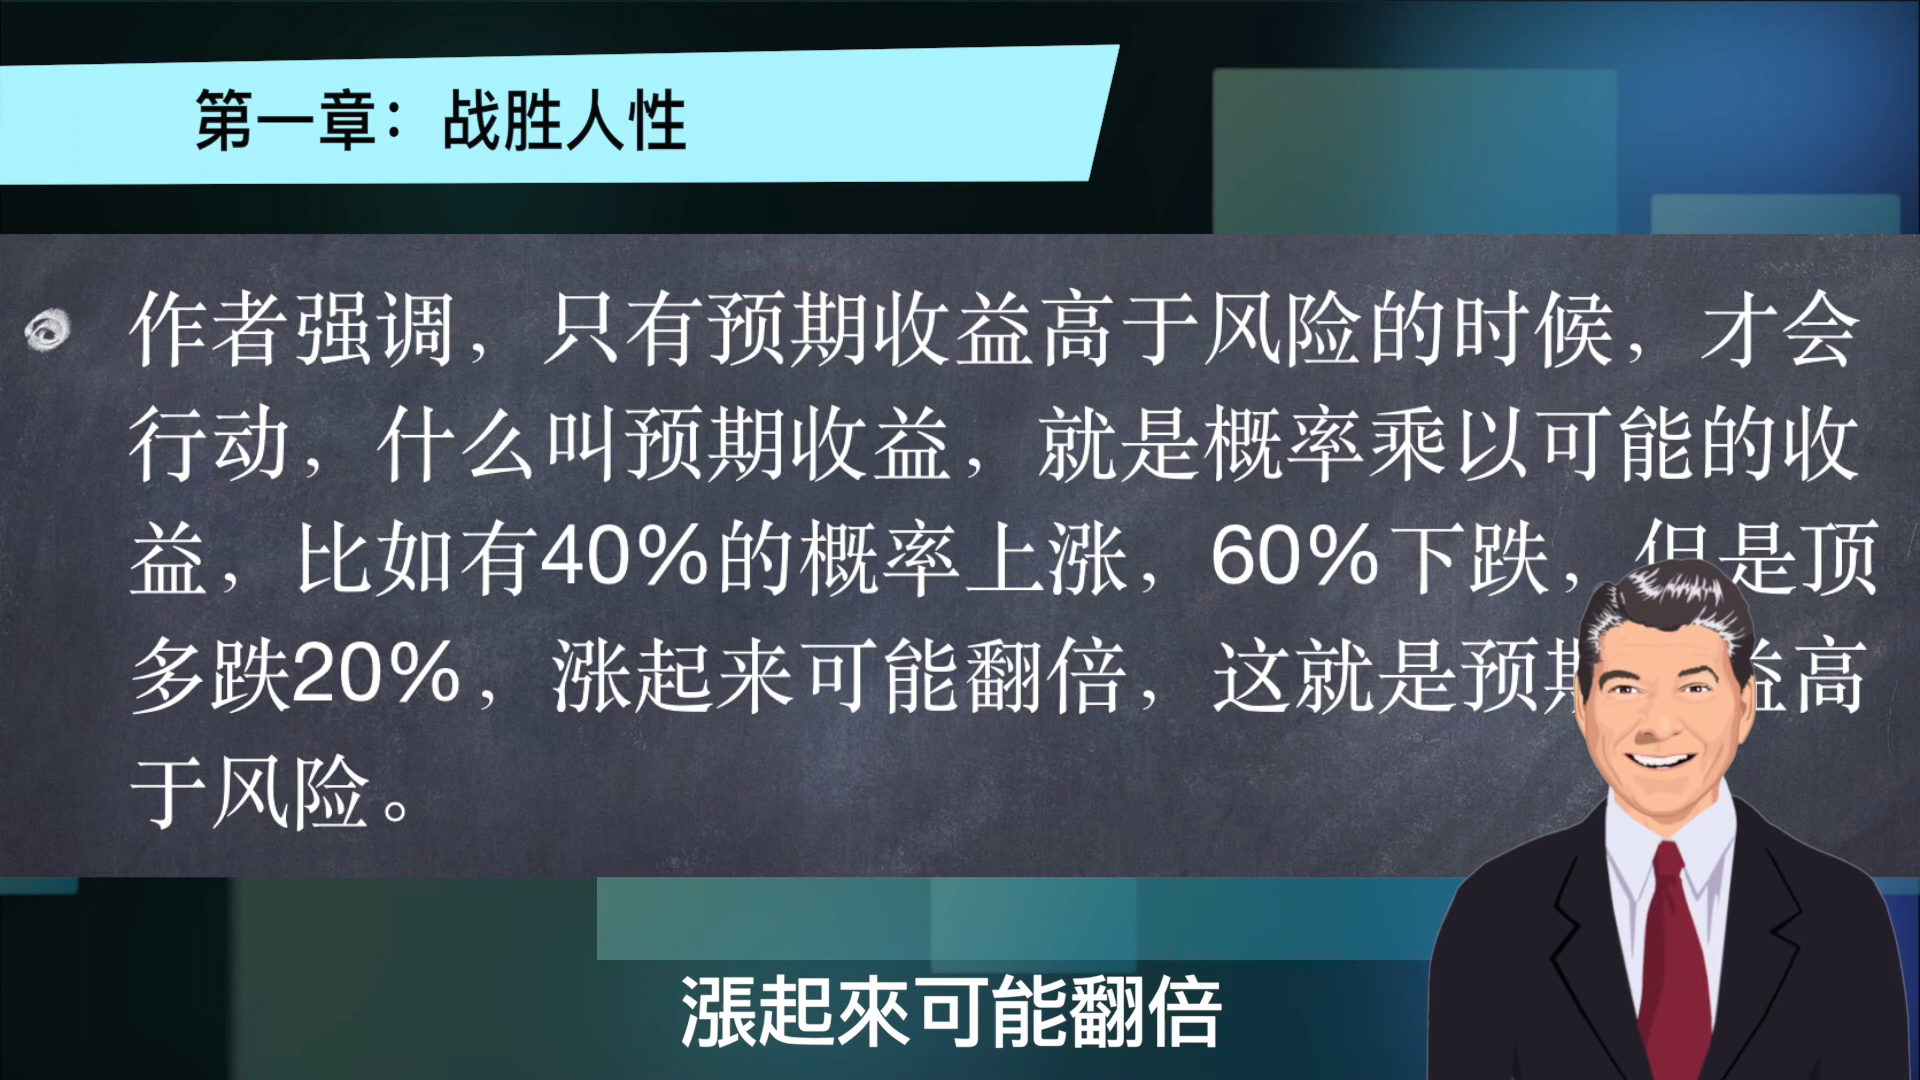 第一章：战胜人性
作者强调，只有预期收益高于风险的时候，才会
行动，什么叫预期收益，就是概率乘以可能的收
益，比如有40%的概率上涨，60%下跌，但是顶
多跌20%，涨起来可能翻倍，这就是预期益高
于风险。
漲起來可能翻倍